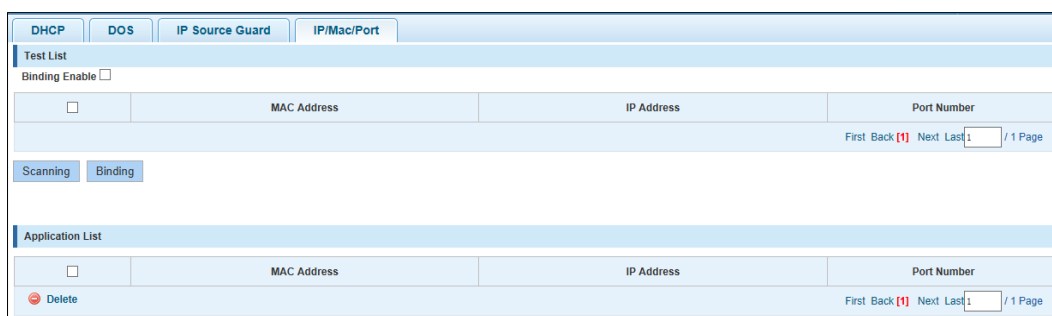 DHCP DOS IP Source Guard IP/Mac/Port
Test List
Binding Enable
MAC Address IP Address Port Number
First Back [1] Next Last 1 / 1 Page
Scanning Binding
Application List
MAC Address IP Address Port Number
Delete First Back [1] Next Last 1 / 1 Page